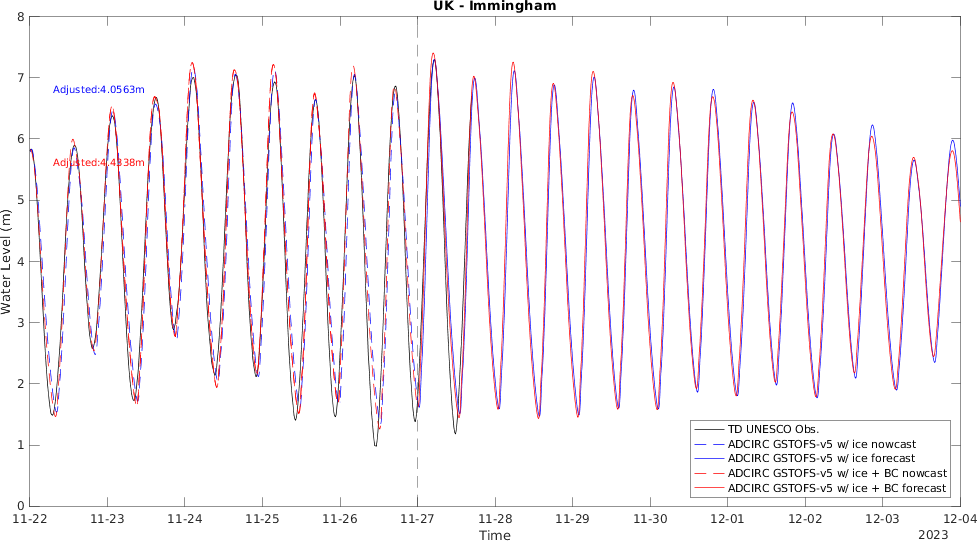 UK - Immingham
8
7
6
5
4
3
2
1
0
Water Level (m)
Adjusted:4.0563m
Adjusted:4.4338m
TD UNESCO Obs.
ADCIRC GSTOFS-v5 w/ ice nowcast
ADCIRC GSTOFS-v5 w/ ice forecast
ADCIRC GSTOFS-v5 w/ ice + BC nowcast
ADCIRC GSTOFS-v5 w/ ice + BC forecast
11-22 11-23 11-24 11-25 11-26 11-27 11-28 11-29 11-30 12-01 12-02 12-03 12-04
Time
2023